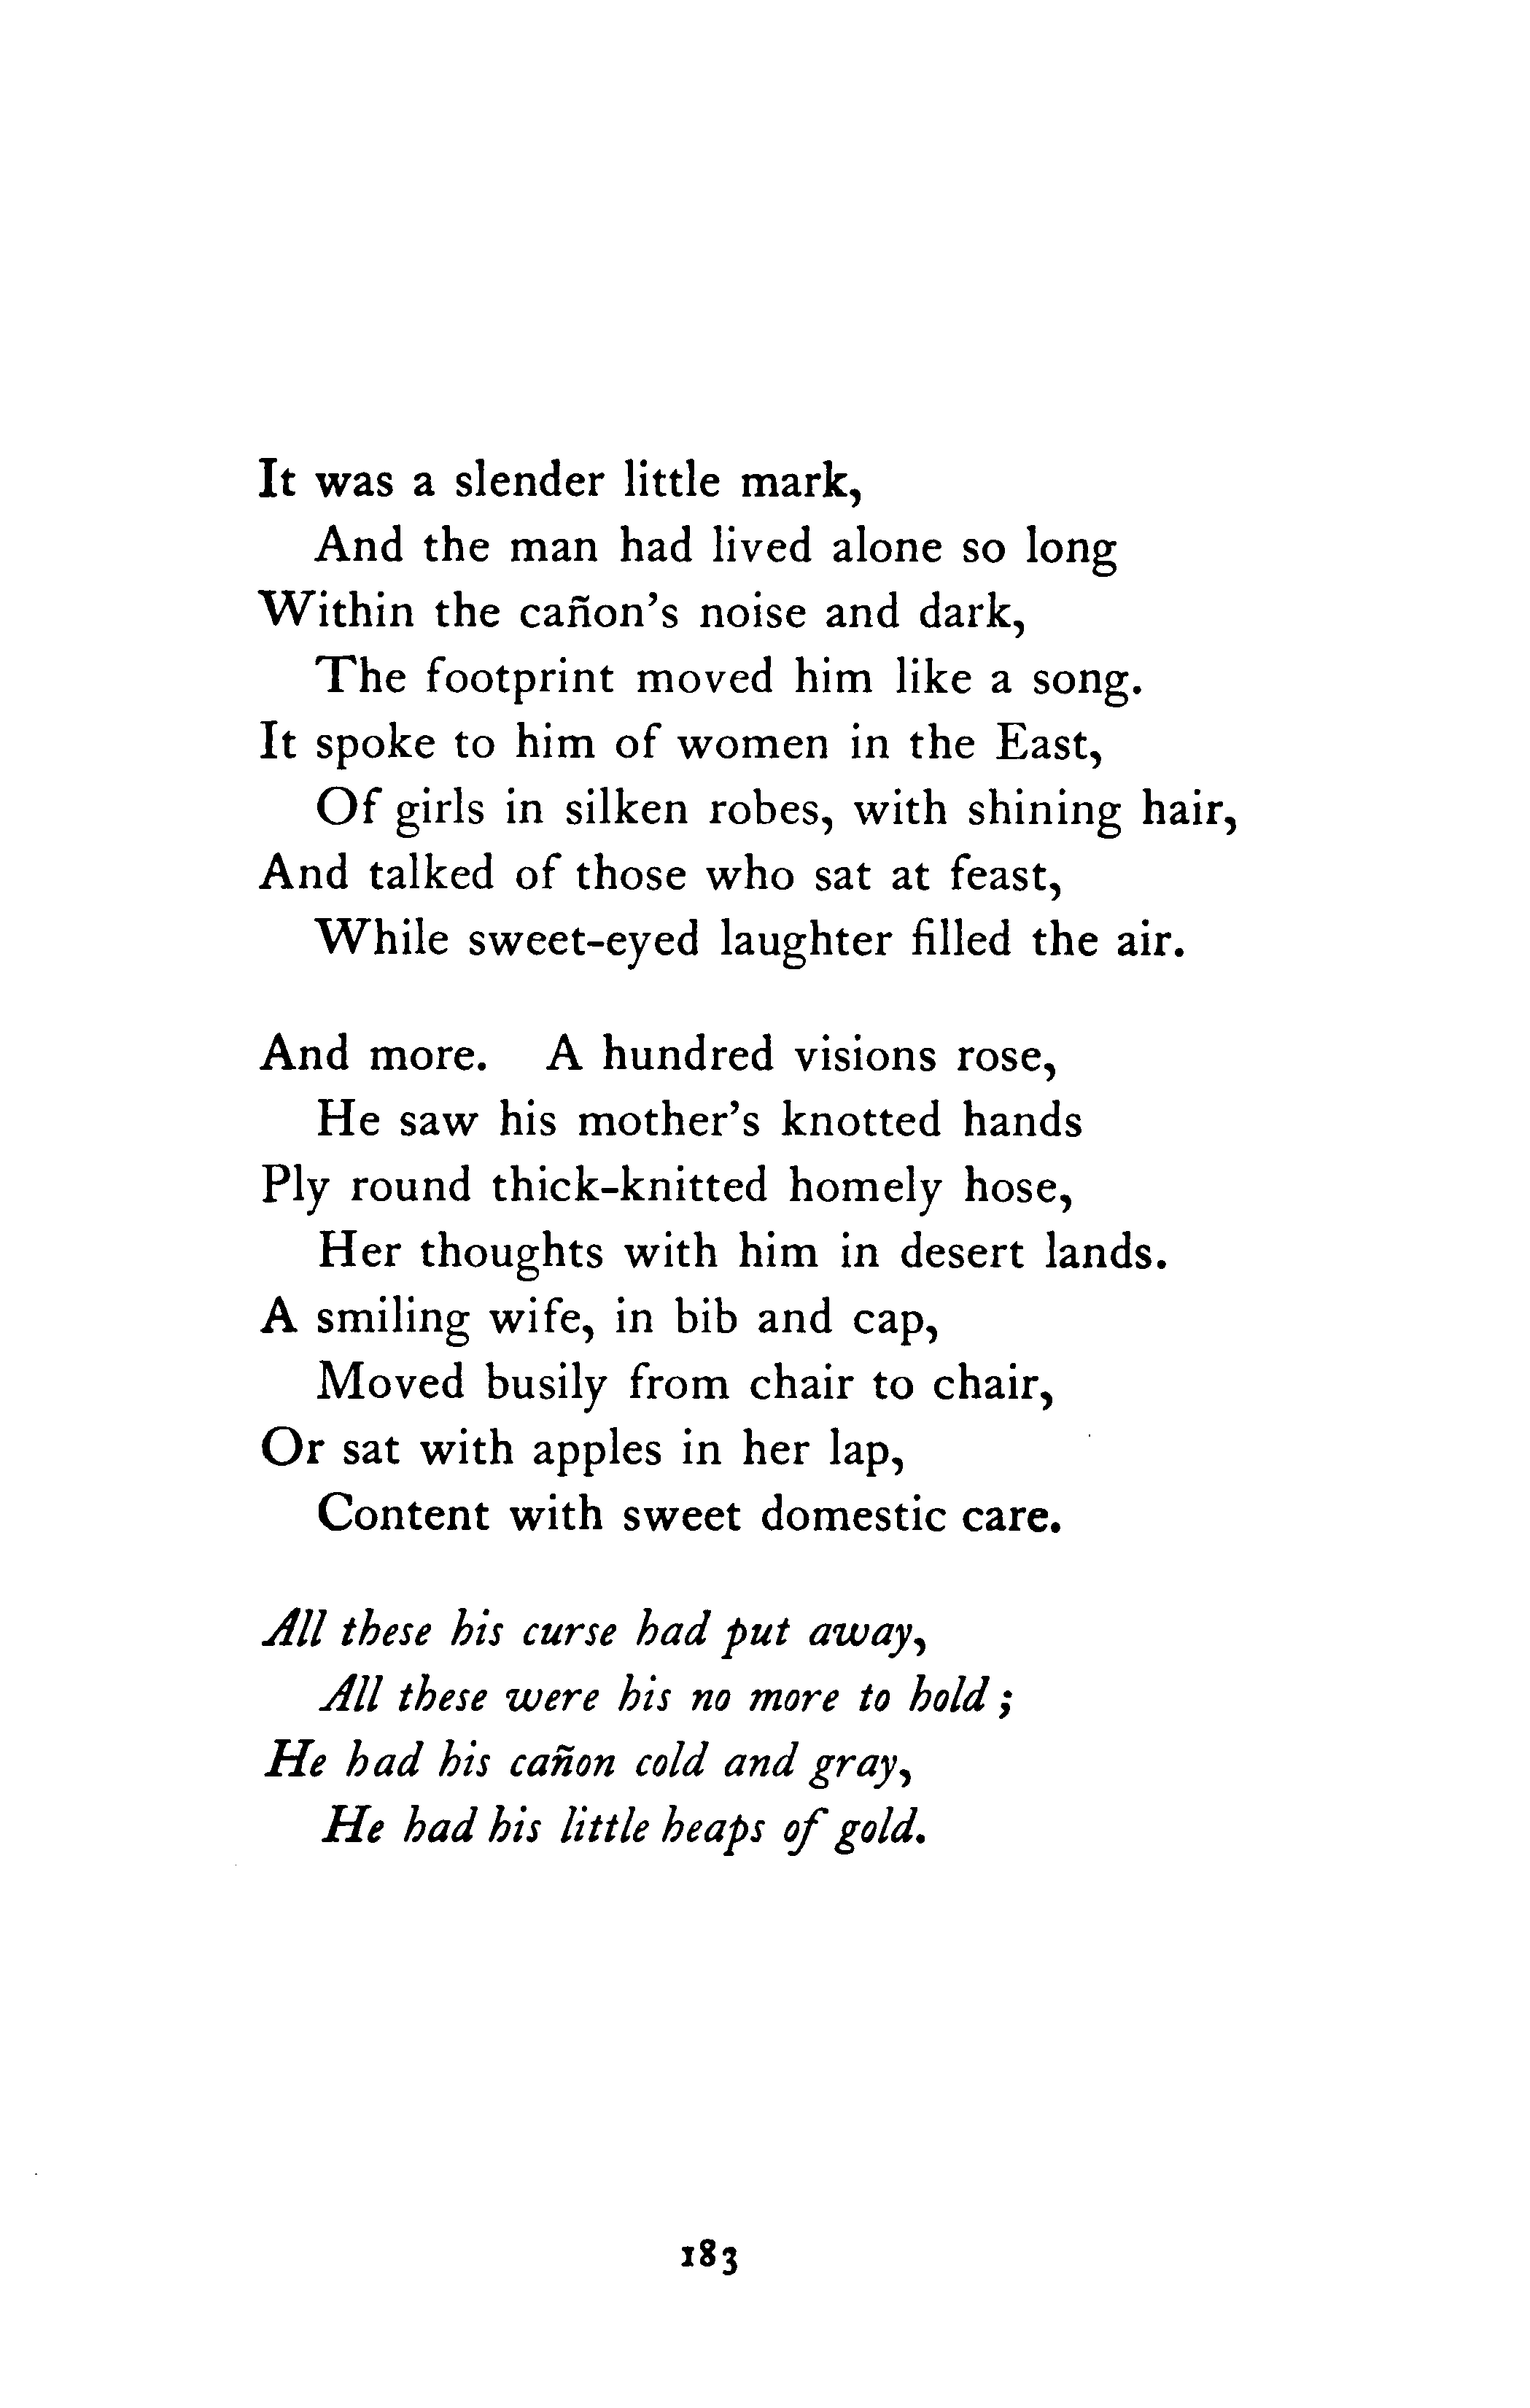 It was a slender little mark,
And the man had lived alone so long
Within the cañon's noise and dark,
The footprint moved him like a song.
It spoke to him of women in the East,
Of girls in silken robes, with shining hair,
And talked of those who sat at feast,
While sweet-eyed laughter filled the air.
And more. A hundred visions rose,
He saw his mother's knotted hands
Ply round thick-knitted homely hose,
Her thoughts with him in desert lands.
A smiling wife, in bib and cap,
Moved busily from chair to chair,
Or sat with apples in her lap,
Content with sweet domestic care.
All these his curse had put away,
All these were his no more to hold;
He had his cañon cold and gray,
He had his little heaps of gold.
183